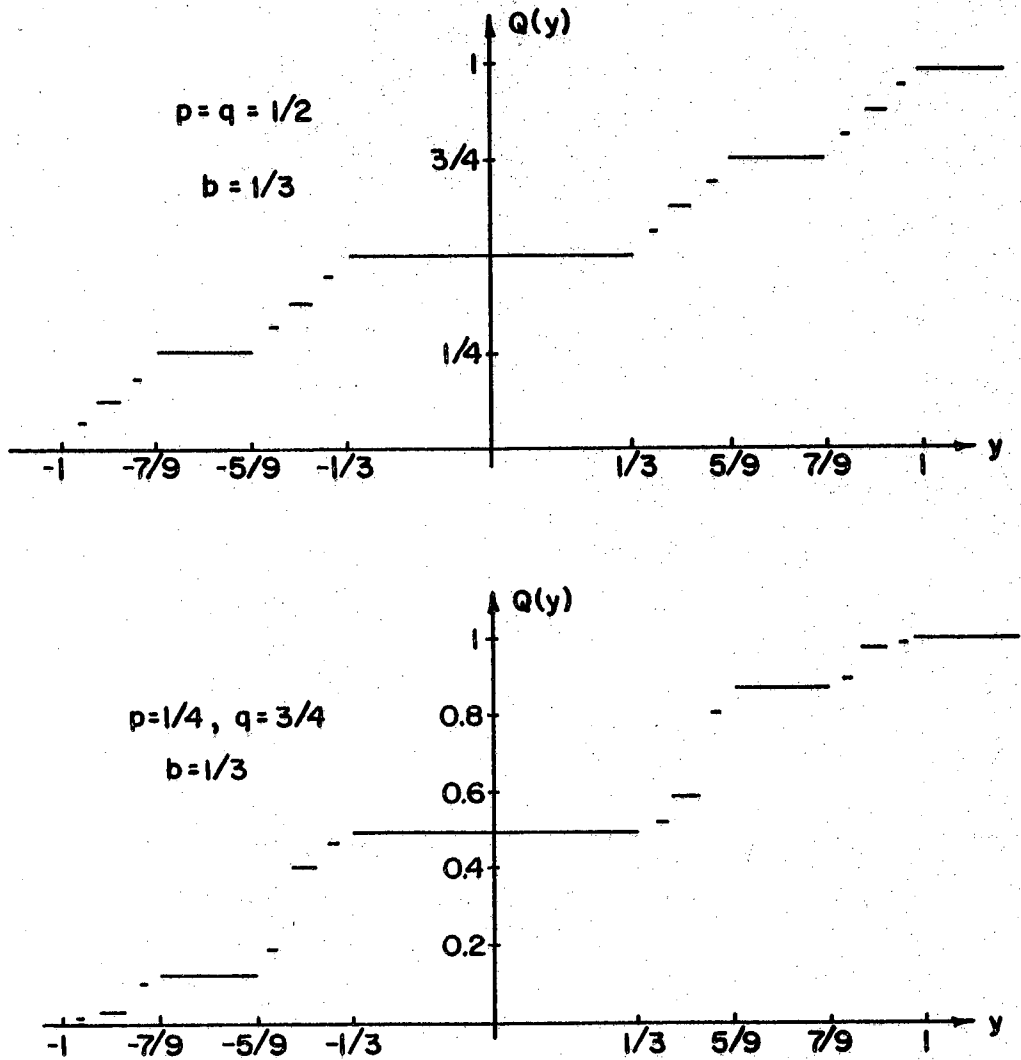 Q(y)
1
p = q = 1/2
3/4
b = 1/3
1/4
-1 -7/9 -5/9 -1/3 1/3 5/9 7/9 1 y
Q(y)
1
p=1/4, q=3/4
0.8
b=1/3
0.6
0.4
0.2
-1 -7/9 -5/9 -1/3 1/3 5/9 7/9 1 y